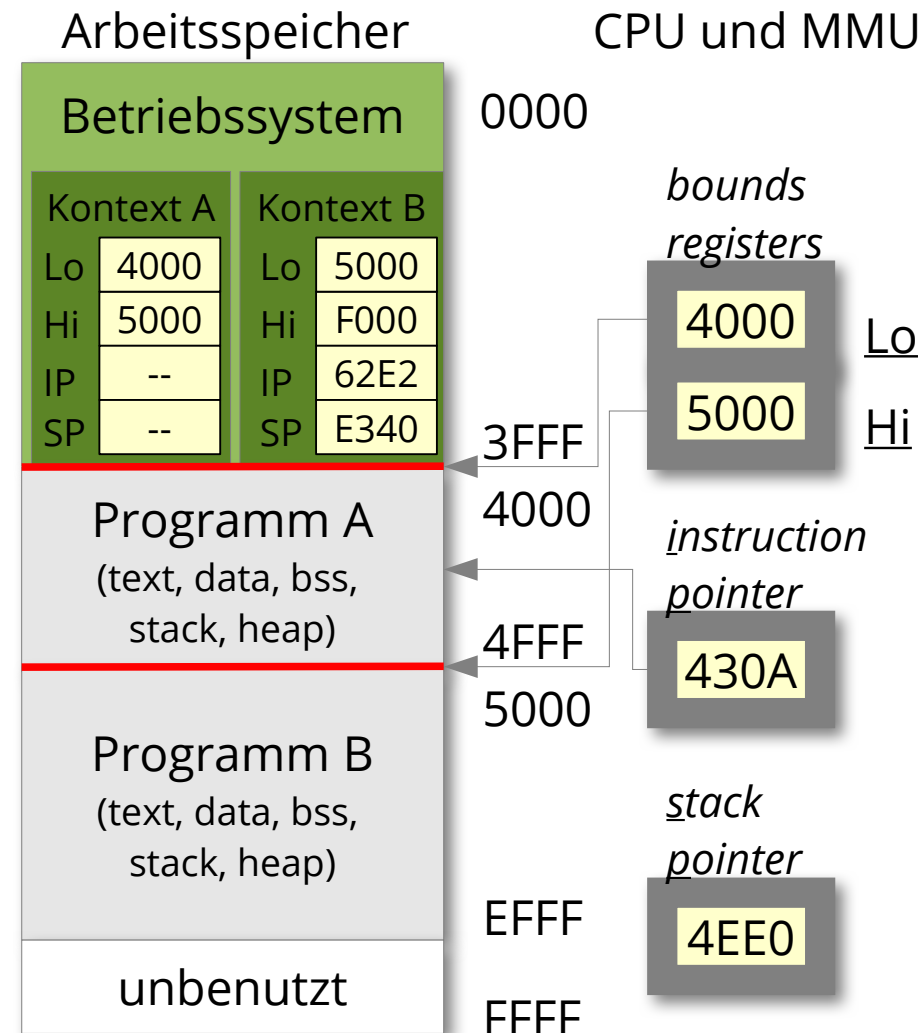 Arbeitsspeicher
CPU und MMU
Betriebssystem
0000
Kontext A
Lo 4000
Hi 5000
IP --
SP --
Kontext B
Lo 5000
Hi F000
IP 62E2
SP E340
3FFF
4000
Programm A
(text, data, bss,
stack, heap)
4FFF
5000
Programm B
(text, data, bss,
stack, heap)
EFFF
unbenutzt
FFFF
bounds
registers
4000 Lo
5000 Hi
instruction
pointer
430A
stack
pointer
4EE0